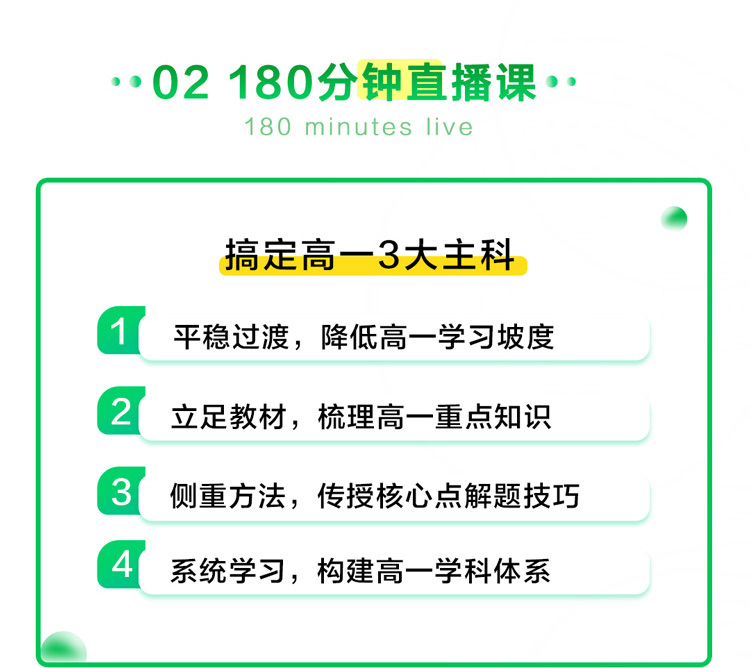 02 180分钟直播课
180 minutes live
搞定高一3大主科
1 平稳过渡，降低高一学习坡度
2 立足教材，梳理高一重点知识
3 侧重方法，传授核心点解题技巧
4 系统学习，构建高一学科体系